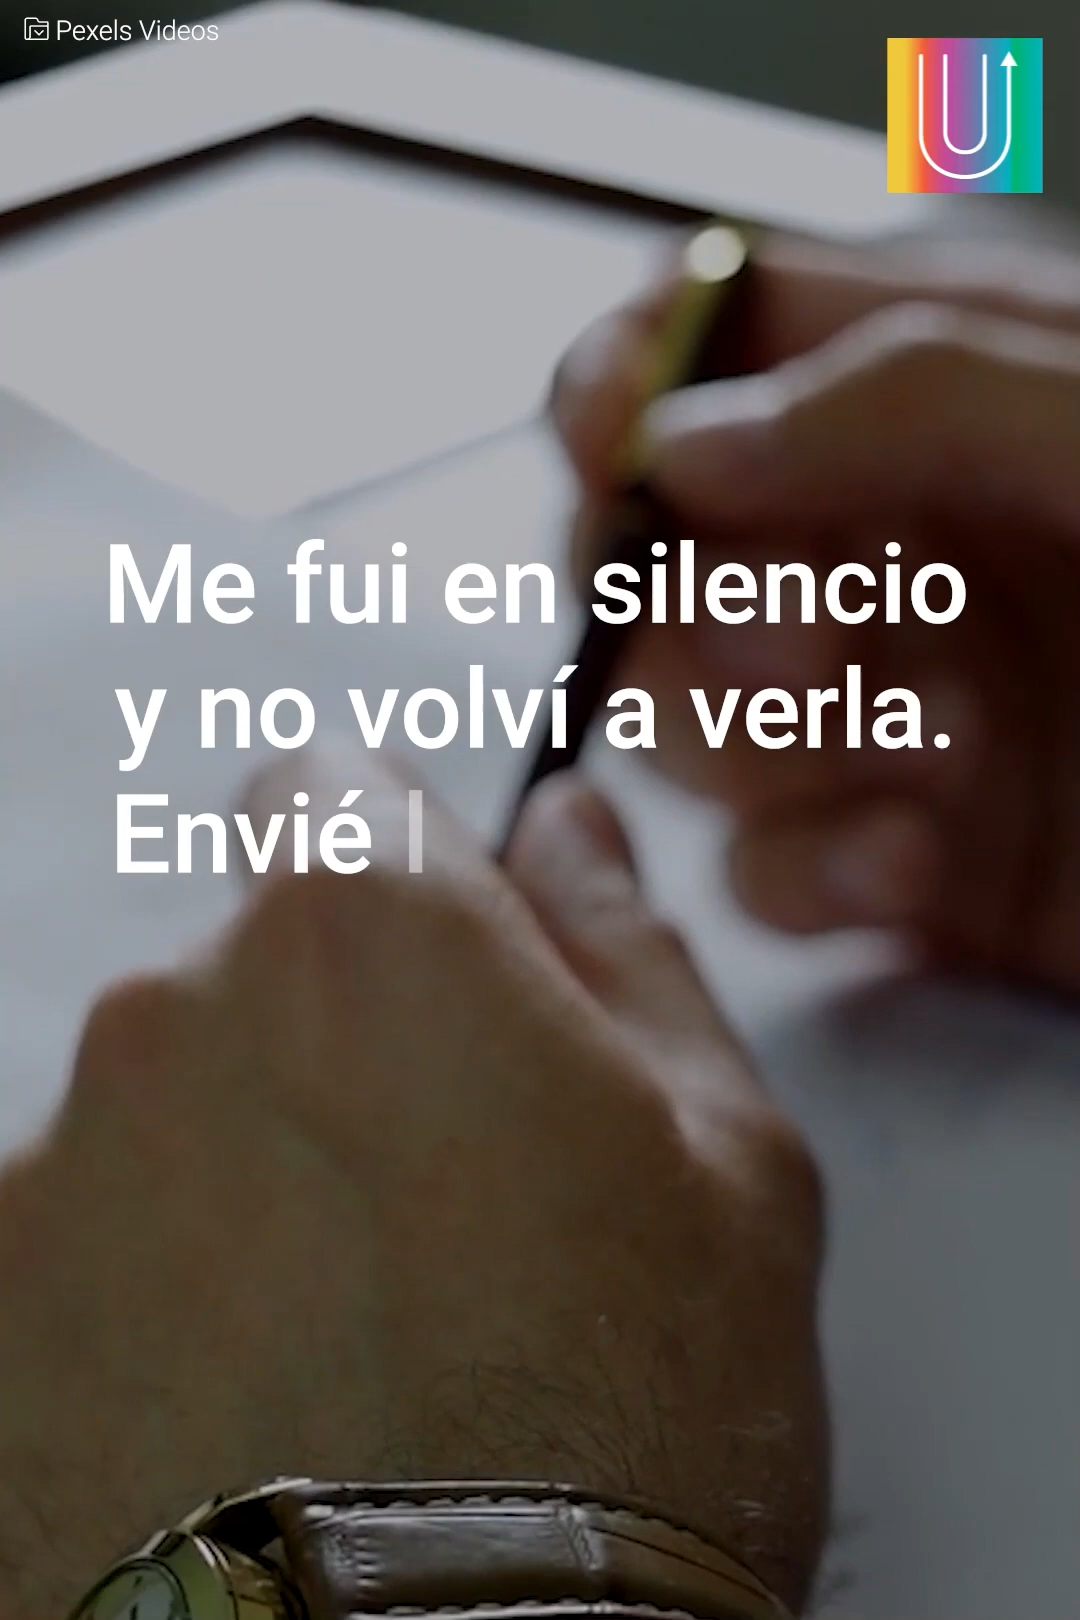 Pexels Videos
Me fui en silencio
y no volví a verla.
Envié l